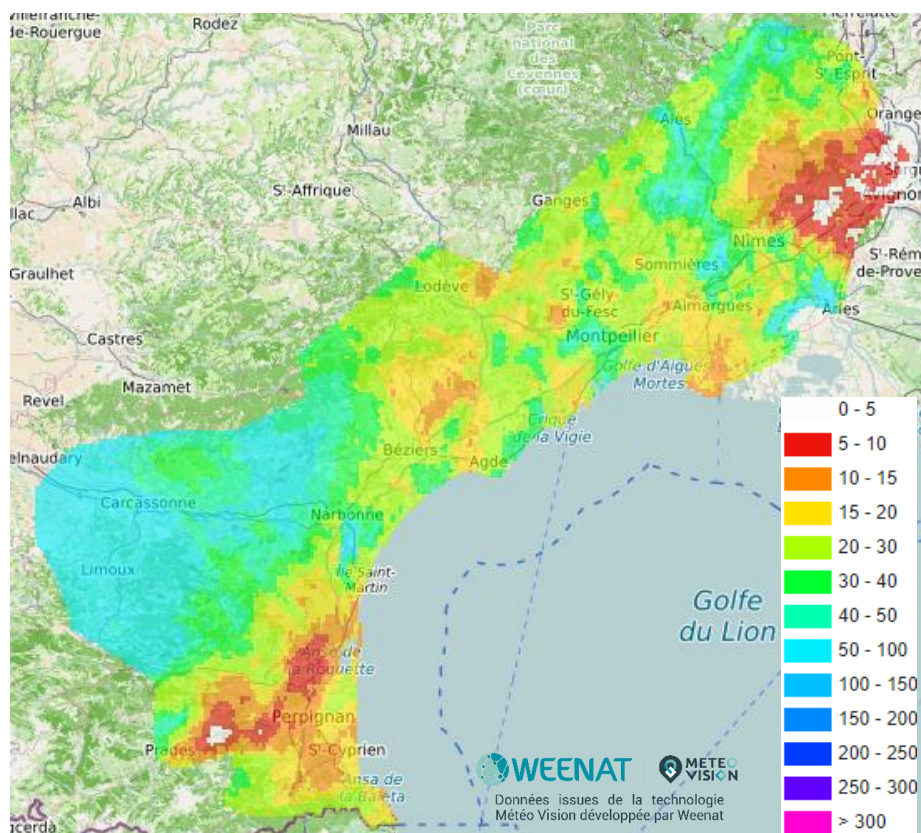 Villefranche-
de-Rouergue
Rodez
Parc
national
des
Cévennes
(cœur)
Pont-
St-Esprit
Orange
Alès
Millau
St-Affrique
Albi
Ganges
Avignon
Nîmes
St-Rém
de-Prove
Graulhet
Lodève
Sommières
St-Gély
-du-Fesc
Aimargues
Arles
Castres
Montpellier
Mazamet
Golfe d'Aigues
Mortes
Revel
Crique
de la Vigie
Béziers
Agde
elnaudary
Carcassonne
Narbonne
Limoux
Île Saint-
Martin
Golfe
du Lion
Anse de
la Roquette
Perpignan
Prades
St-Cyprien
Ansa de
la Baleta
cerda
0 - 5
5 - 10
10 - 15
15 - 20
20 - 30
30 - 40
40 - 50
50 - 100
100 - 150
150 - 200
200 - 250
250 - 300
> 300
WEENAT
METEO
VISION
Données issues de la technologie
Météo Vision développée par Weenat